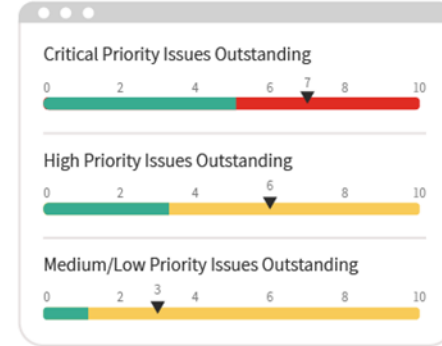 Critical Priority Issues Outstanding
0 2 4 6 7 8 10
High Priority Issues Outstanding
0 2 4 6 8 10
Medium/Low Priority Issues Outstanding
0 2 3 4 6 8 10